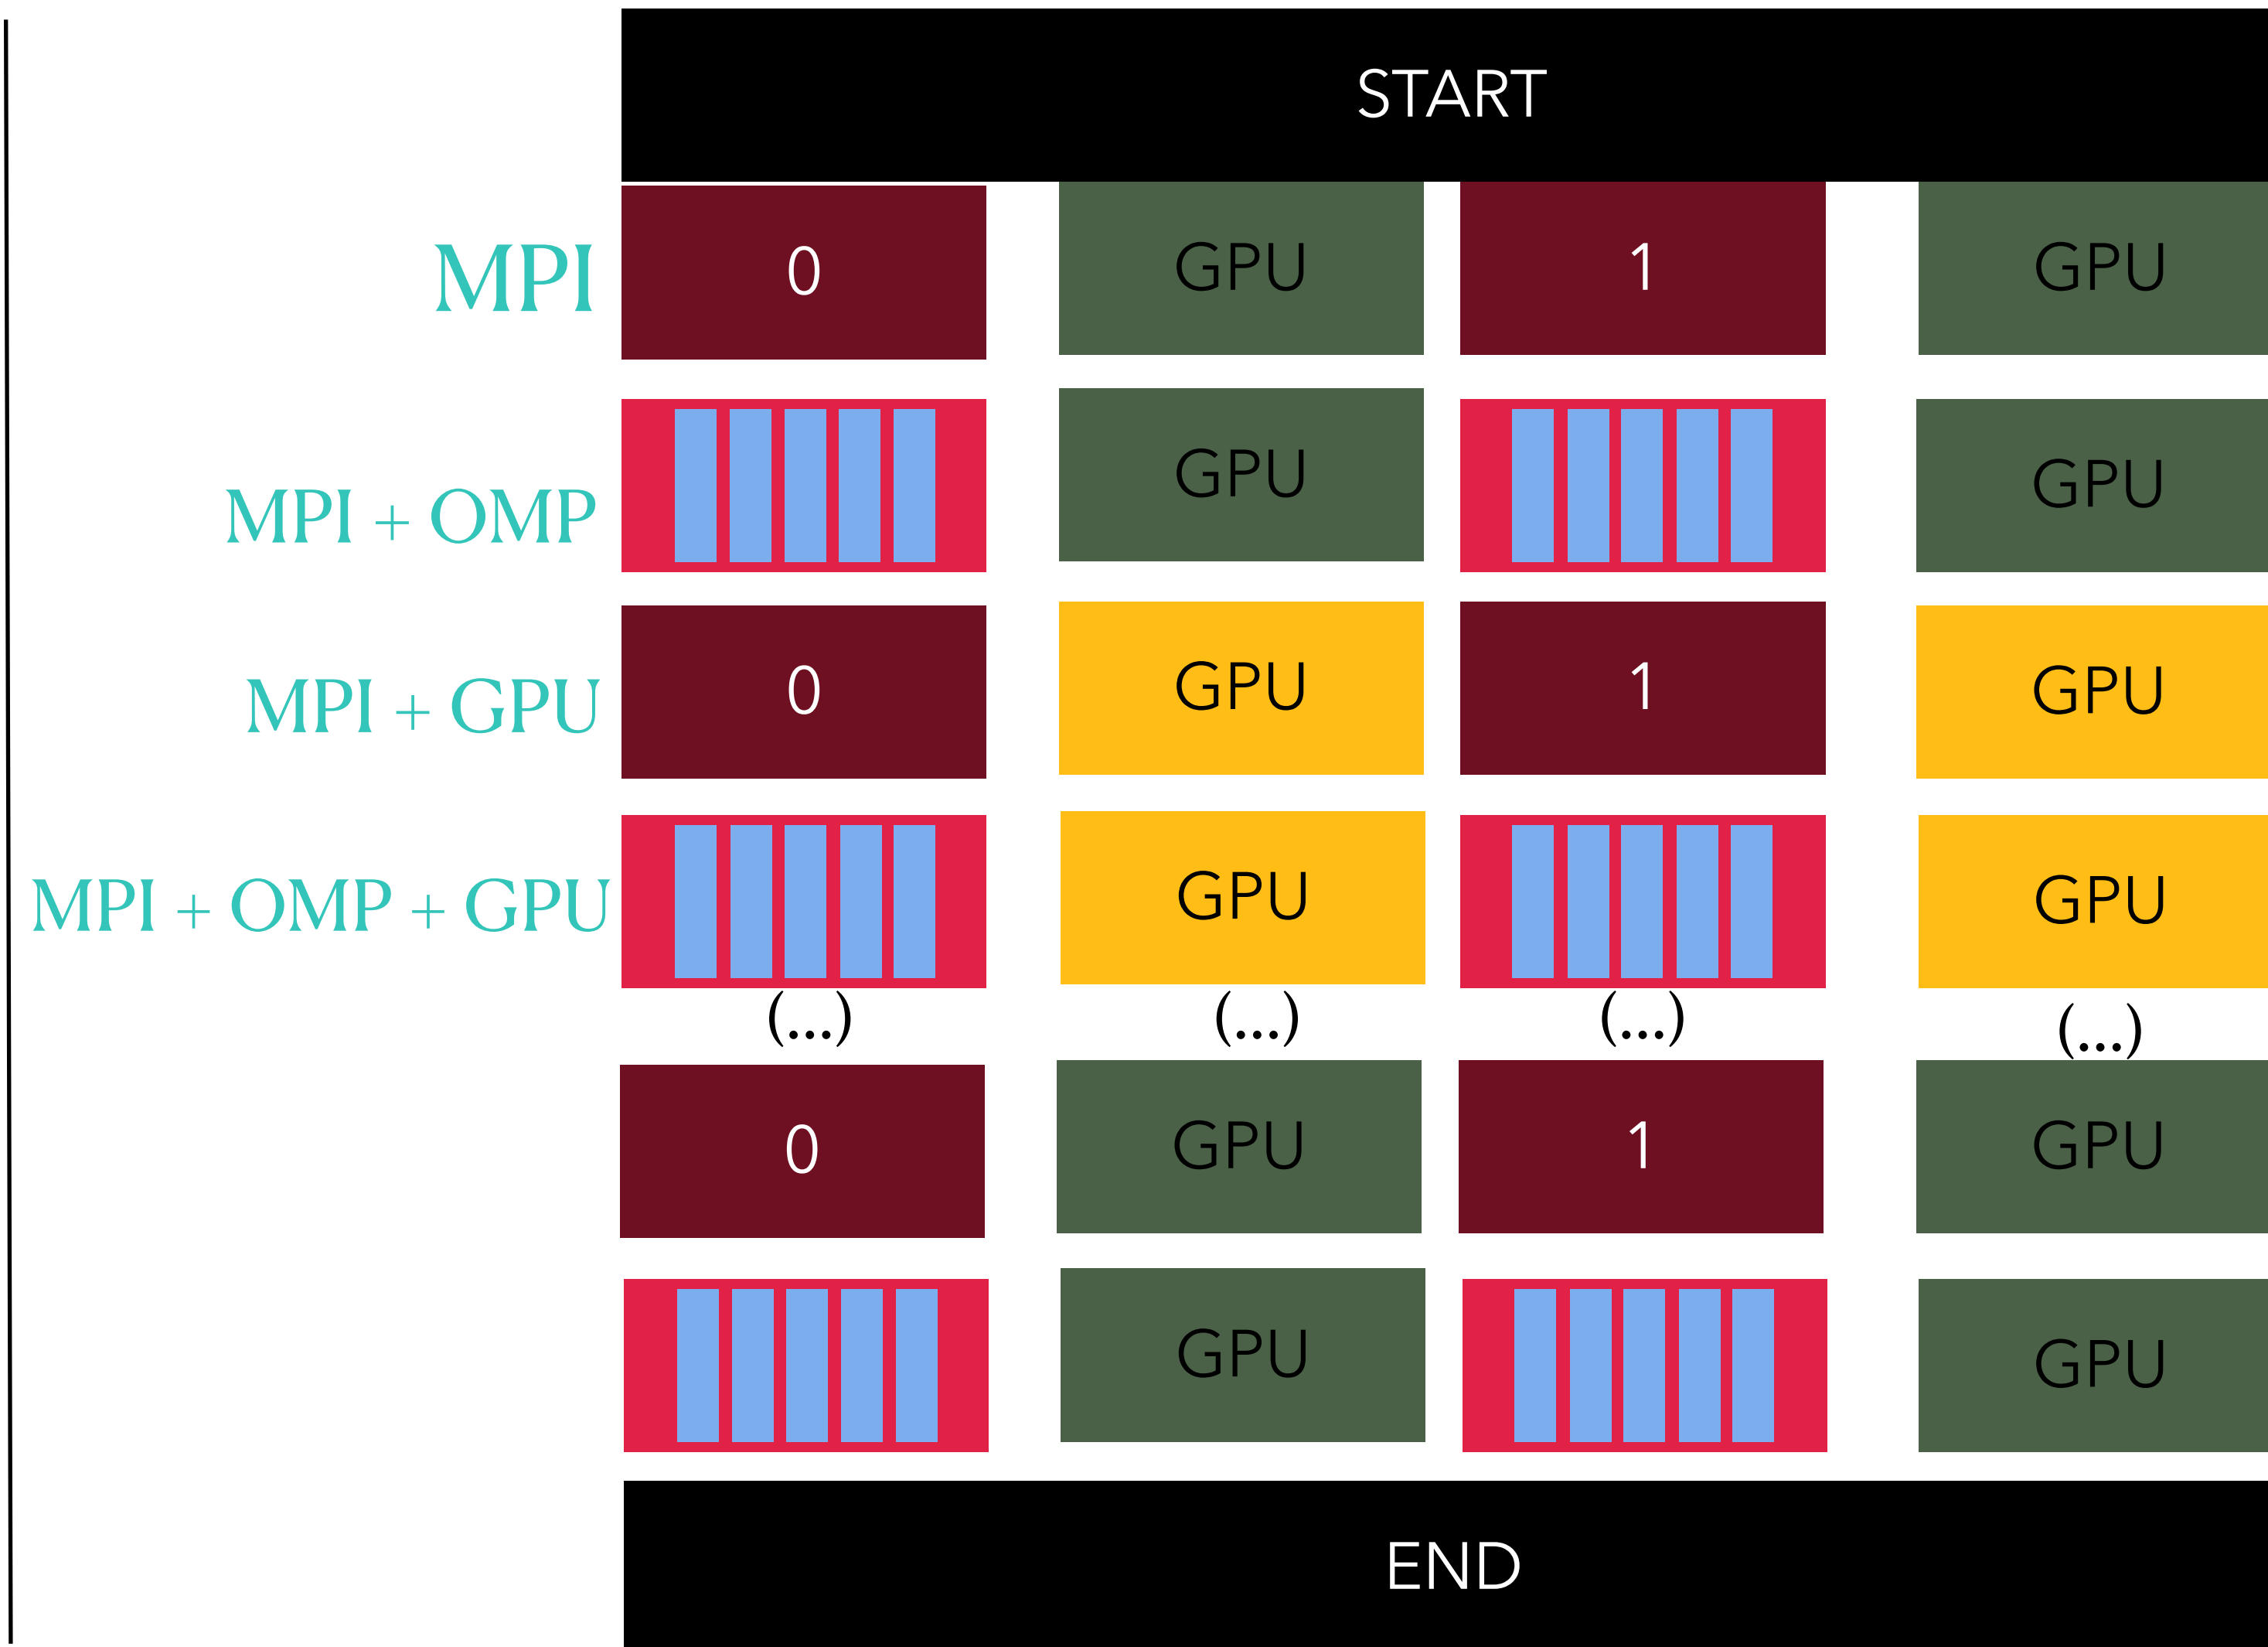 START
MPI 0 GPU 1 GPU
MPI + OMP GPU GPU
MPI + GPU 0 GPU 1 GPU
MPI + OMP + GPU GPU GPU
(...) (...) (...) (...)
0 GPU 1 GPU
GPU GPU
END